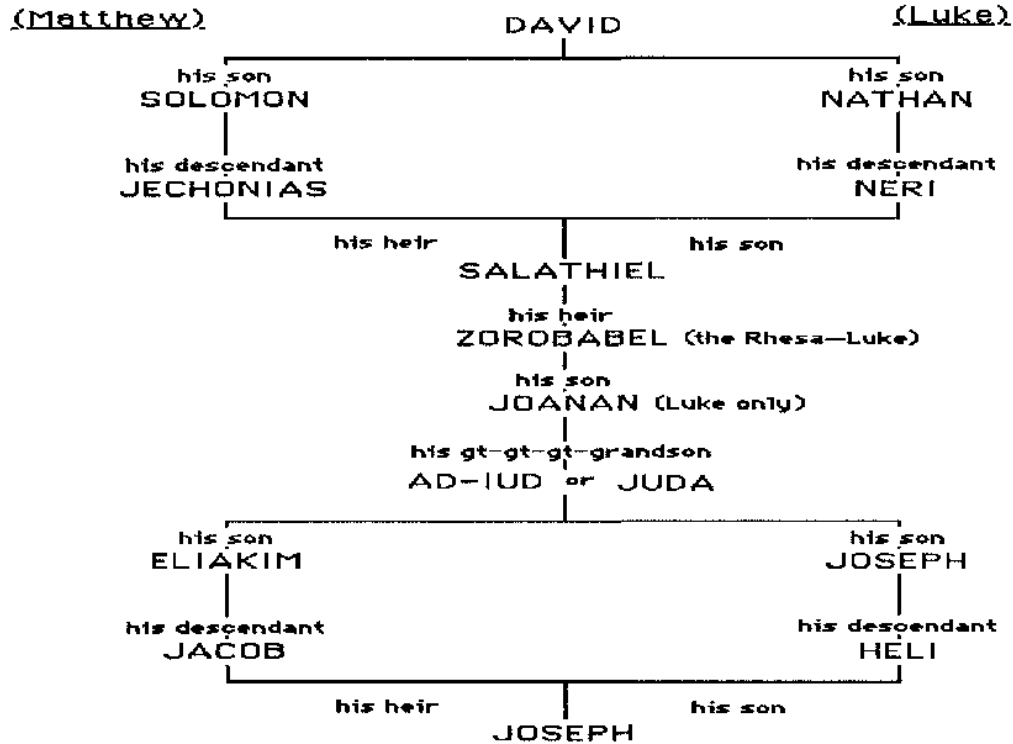 (Matthew)
DAVID
(Luke)
his son
SOLOMON
his son
NATHAN
his descendant
JECHONIAS
his descendant
NERI
his heir
his son
SALATHIEL
his heir
ZOROBABEL (the Rhesa—Luke)
his son
JOANAN (Luke only)
his gt-gt-gt-grandson
AD-IUD or JUDA
his son
ELIAKIM
his son
JOSEPH
his descendant
JACOB
his descendant
HELI
his heir
his son
JOSEPH